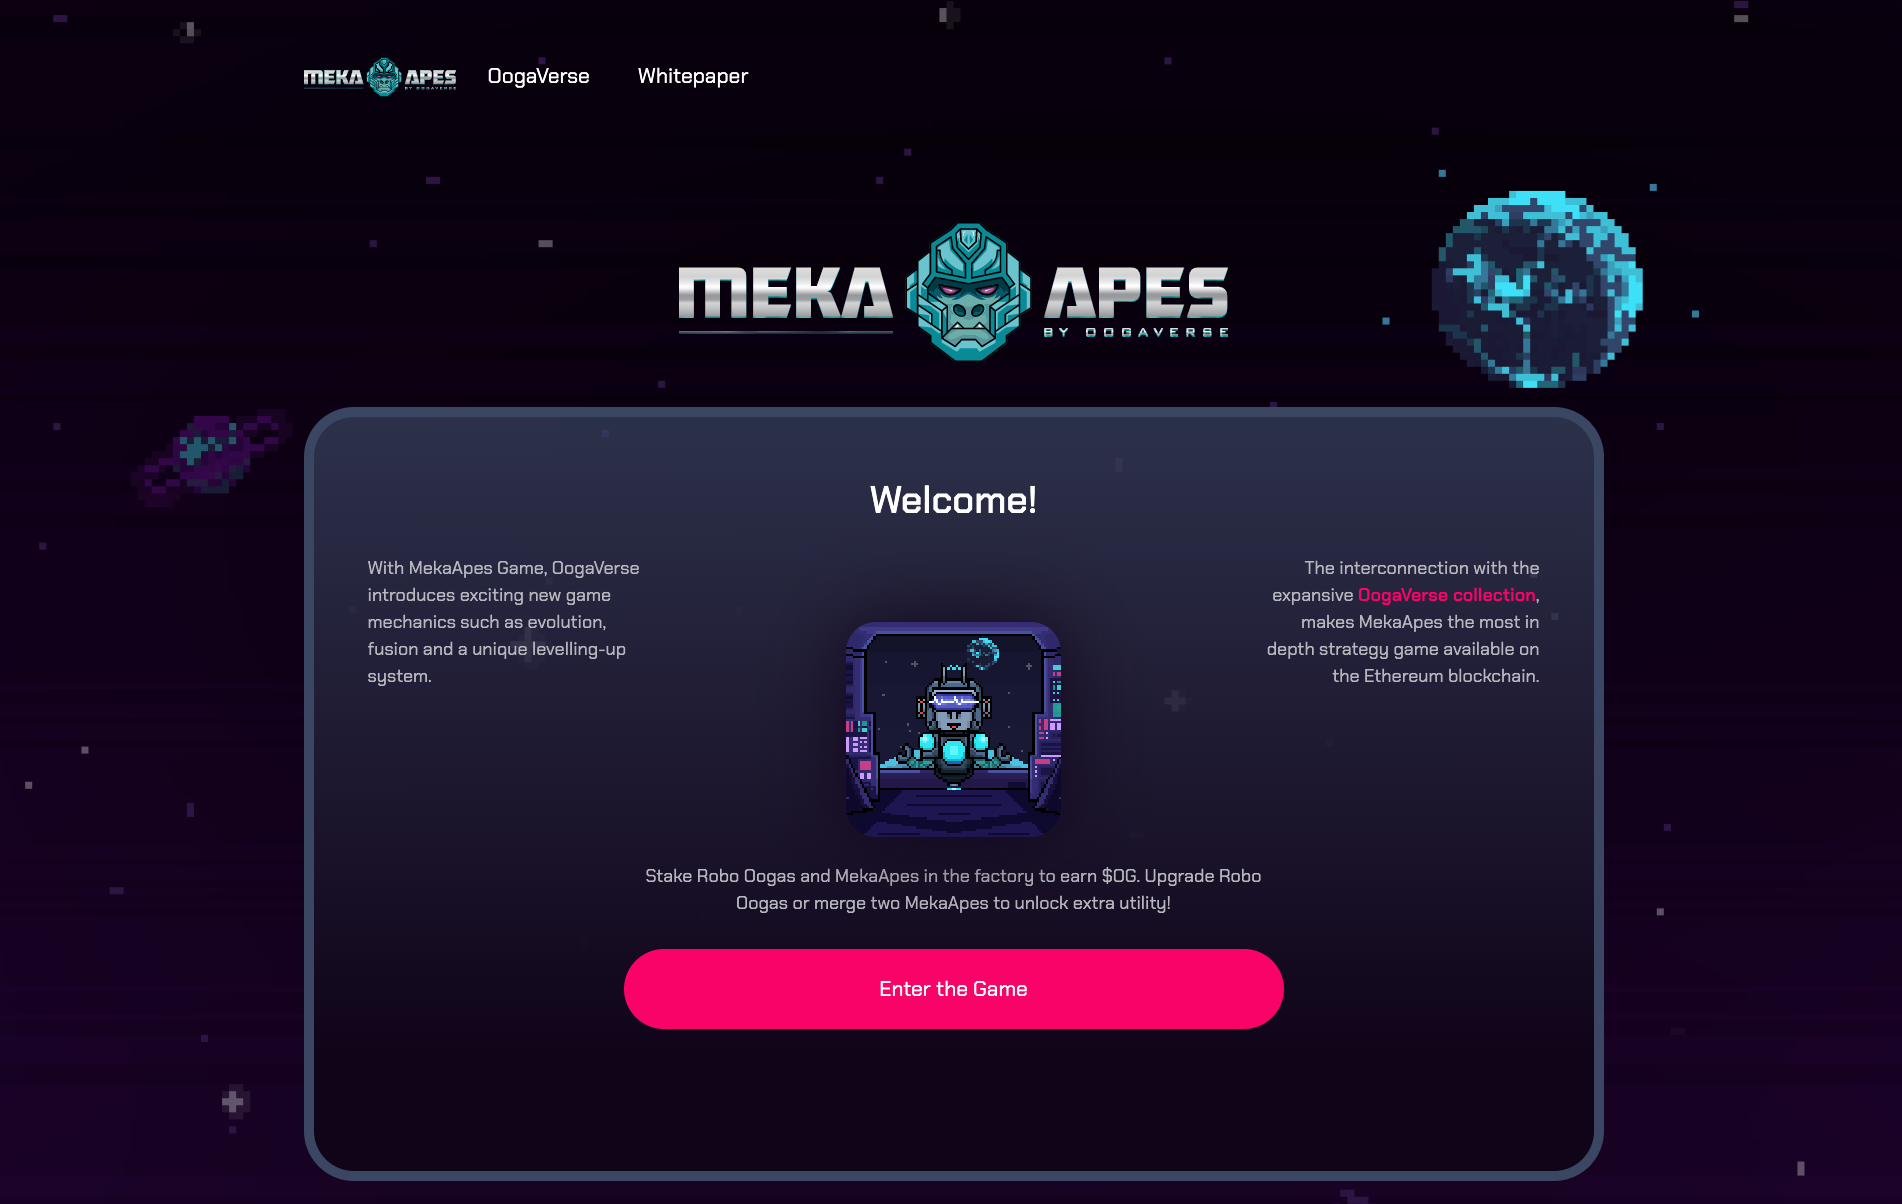 MEKA APES
BY OOGAVERSE
OogaVerse
Whitepaper
MEKA APES
BY OOGAVERSE
Welcome!
With MekaApes Game, OogaVerse
introduces exciting new game
mechanics such as evolution,
fusion and a unique levelling-up
system.
The interconnection with the
expansive OogaVerse collection,
makes MekaApes the most in
depth strategy game available on
the Ethereum blockchain.
Stake Robo Oogas and MekaApes in the factory to earn $OG. Upgrade Robo
Oogas or merge two MekaApes to unlock extra utility!
Enter the Game